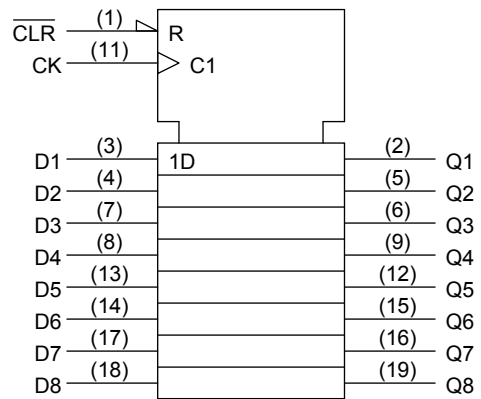 C̅L̅R̅ (1) R
CK (11) C1
D1 (3) 1D (2) Q1
D2 (4) (5) Q2
D3 (7) (6) Q3
D4 (8) (9) Q4
D5 (13) (12) Q5
D6 (14) (15) Q6
D7 (17) (16) Q7
D8 (18) (19) Q8